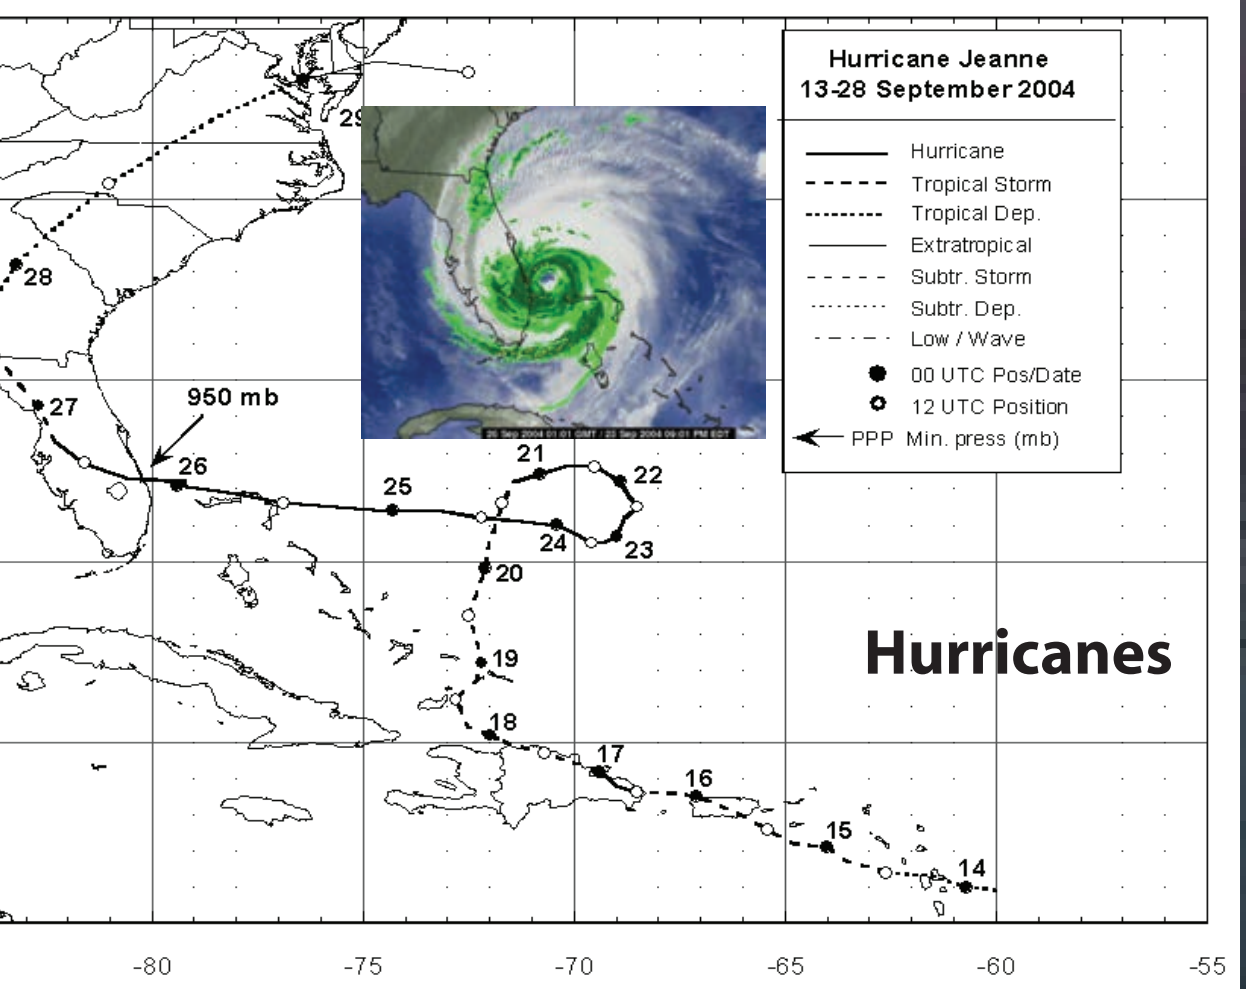 Hurricane Jeanne
13-28 September 2004
Hurricane
Tropical Storm
Tropical Dep.
Extratropical
Subtr. Storm
Subtr. Dep.
Low / Wave
00 UTC Pos/Date
12 UTC Position
PPP Min. press (mb)
29
28
27
950 mb
26
25
24
21
22
23
20
19
18
17
16
15
14
Hurricanes
-80
-75
-70
-65
-60
-55